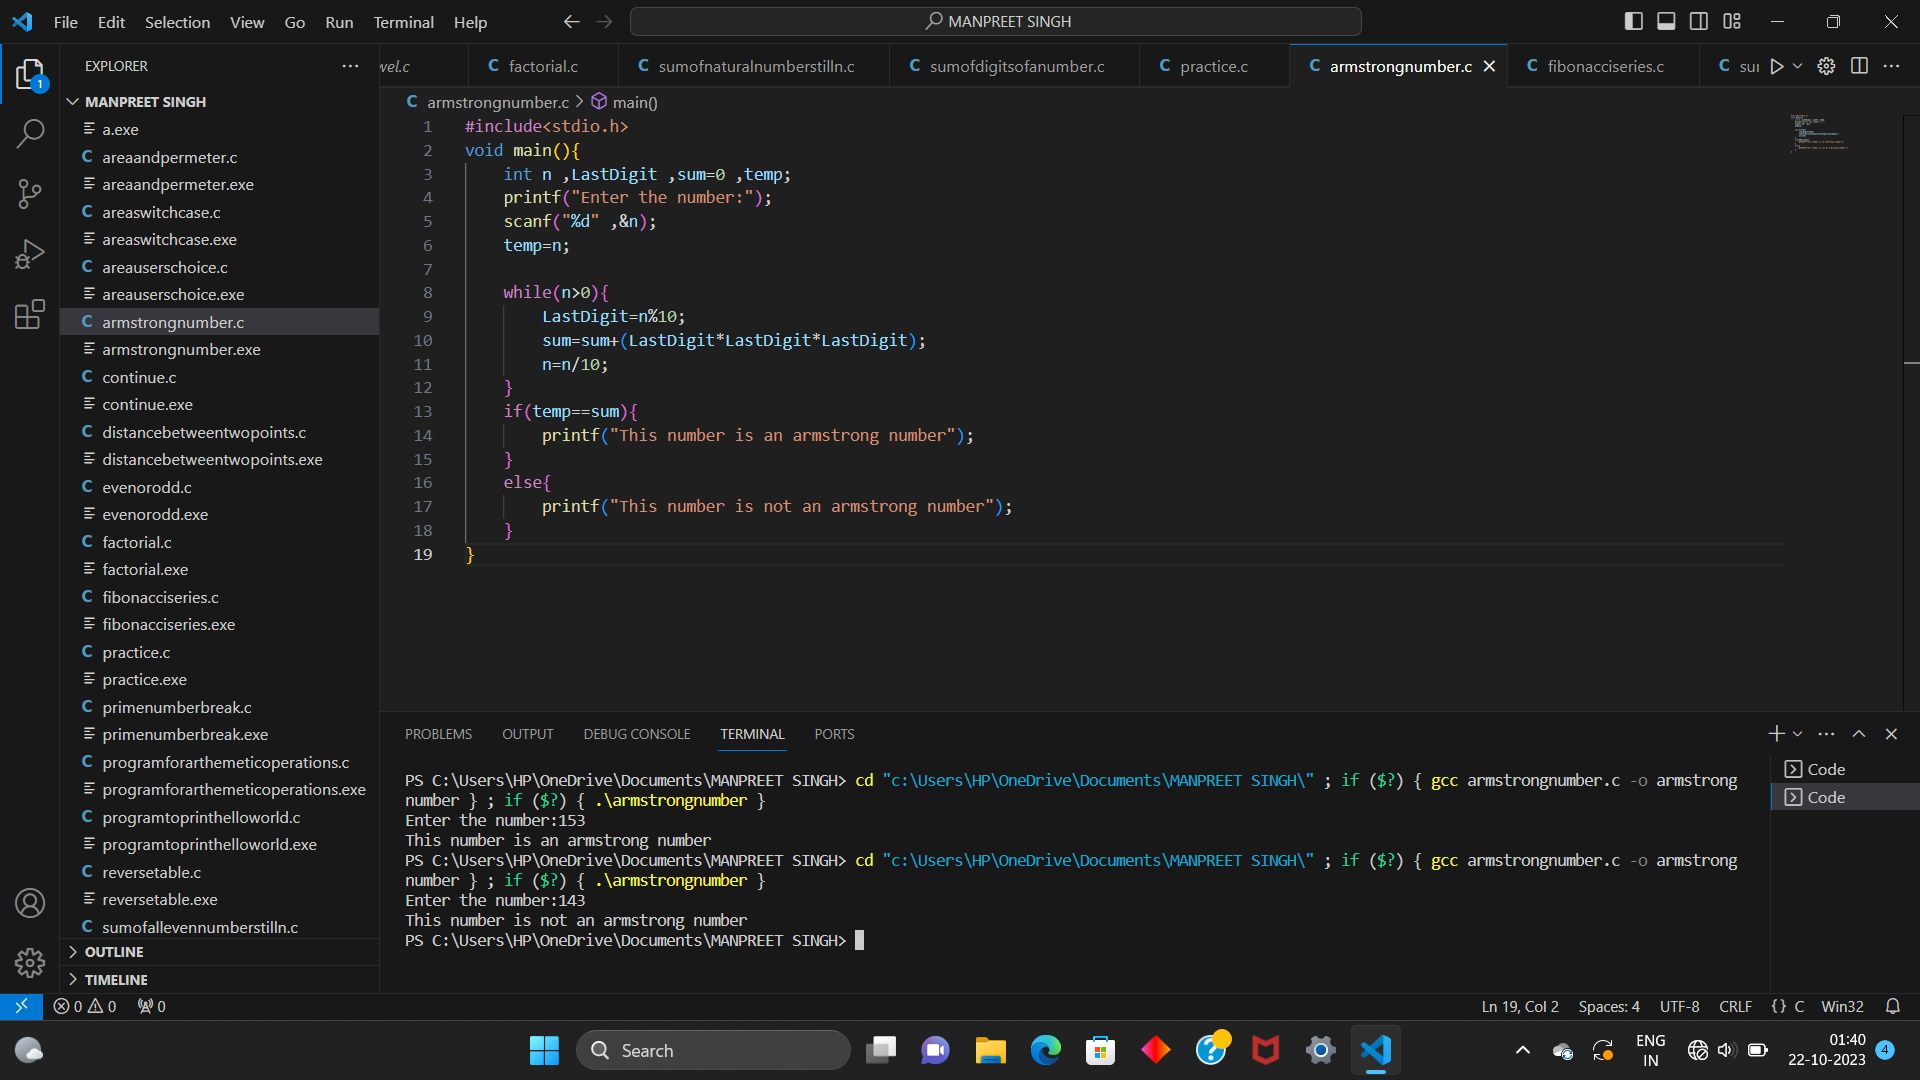 File Edit Selection View Go Run Terminal Help
MANPREET SINGH
EXPLORER
vel.c
factorial.c
sumofnaturalnumberstilln.c
sumofdigitsofanumber.c
practice.c
armstrongnumber.c
fibonacciseries.c
MANPREET SINGH
a.exe
areaandpermeter.c
areaandpermeter.exe
areaswitchcase.c
areaswitchcase.exe
areauserschoice.c
areauserschoice.exe
armstrongnumber.c
armstrongnumber.exe
continue.c
continue.exe
distancebetweentwopoints.c
distancebetweentwopoints.exe
evenorodd.c
evenorodd.exe
factorial.c
factorial.exe
fibonacciseries.c
fibonacciseries.exe
practice.c
practice.exe
primenumberbreak.c
primenumberbreak.exe
programforarthemeticoperations.c
programforarthemeticoperations.exe
programtoprinthelloworld.c
programtoprinthelloworld.exe
reversetable.c
reversetable.exe
sumofallevennumberstilln.c
OUTLINE
TIMELINE
armstrongnumber.c > main()
1 #include<stdio.h>
2 void main(){
3 int n ,LastDigit ,sum=0 ,temp;
4 printf("Enter the number:");
5 scanf("%d" ,&n);
6 temp=n;
7
8 while(n>0){
9 LastDigit=n%10;
10 sum=sum+(LastDigit*LastDigit*LastDigit);
11 n=n/10;
12 }
13 if(temp==sum){
14 printf("This number is an armstrong number");
15 }
16 else{
17 printf("This number is not an armstrong number");
18 }
19 }
PROBLEMS OUTPUT DEBUG CONSOLE TERMINAL PORTS
PS C:\Users\HP\OneDrive\Documents\MANPREET SINGH> cd "c:\Users\HP\OneDrive\Documents\MANPREET SINGH\" ; if ($?) { gcc armstrongnumber.c -o armstrong
number } ; if ($?) { .\armstrongnumber }
Enter the number:153
This number is an armstrong number
PS C:\Users\HP\OneDrive\Documents\MANPREET SINGH> cd "c:\Users\HP\OneDrive\Documents\MANPREET SINGH\" ; if ($?) { gcc armstrongnumber.c -o armstrong
number } ; if ($?) { .\armstrongnumber }
Enter the number:143
This number is not an armstrong number
PS C:\Users\HP\OneDrive\Documents\MANPREET SINGH>
Code
Code
0 0 0
Ln 19, Col 2 Spaces: 4 UTF-8 CRLF {} C Win32
Search
ENG
IN
01:40
22-10-2023
4